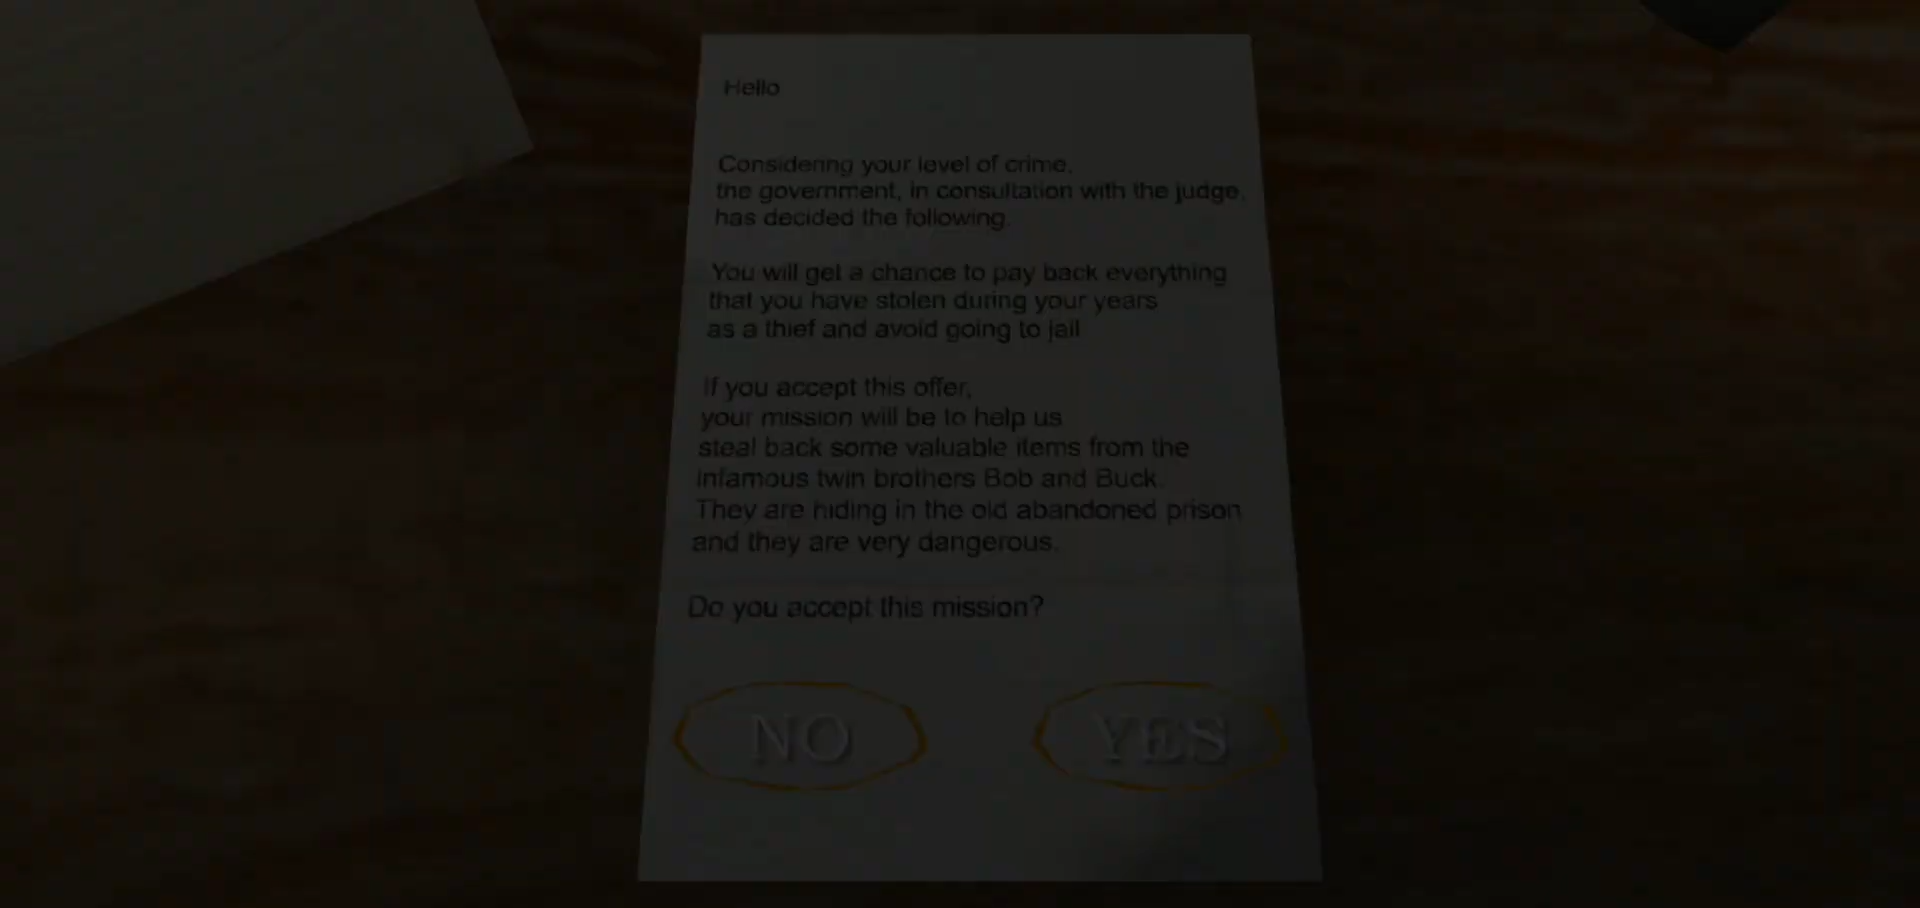 Hello
Considering your level of crime,
the government, in consultation with the judge,
has decided the following.
You will get a chance to pay back everything
that you have stolen during your years
as a thief and avoid going to jail
If you accept this offer,
your mission will be to help us
steal back some valuable items from the
infamous twin brothers Bob and Buck.
They are hiding in the old abandoned prison
and they are very dangerous.
Do you accept this mission?
NO YES